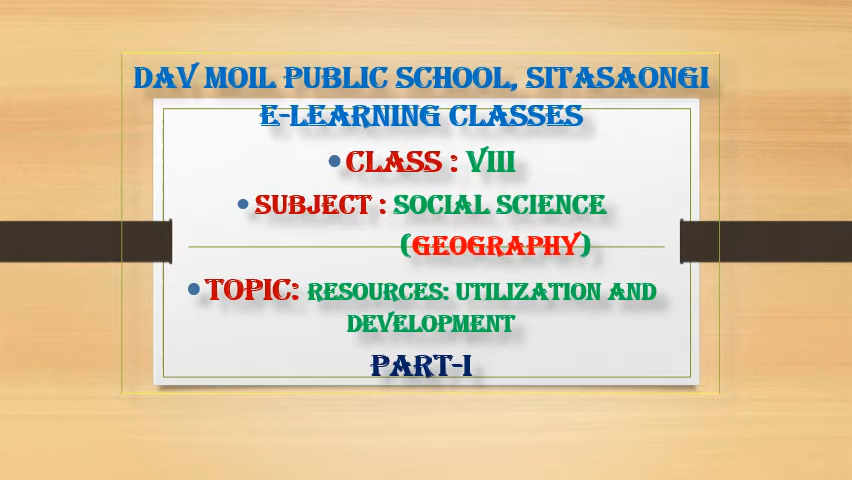 DAV MOIL PUBLIC SCHOOL, SITASAONGI
E-LEARNING CLASSES
• CLASS : VIII
• SUBJECT : SOCIAL SCIENCE
(GEOGRAPHY)
• TOPIC: RESOURCES: UTILIZATION AND
DEVELOPMENT
PART-I